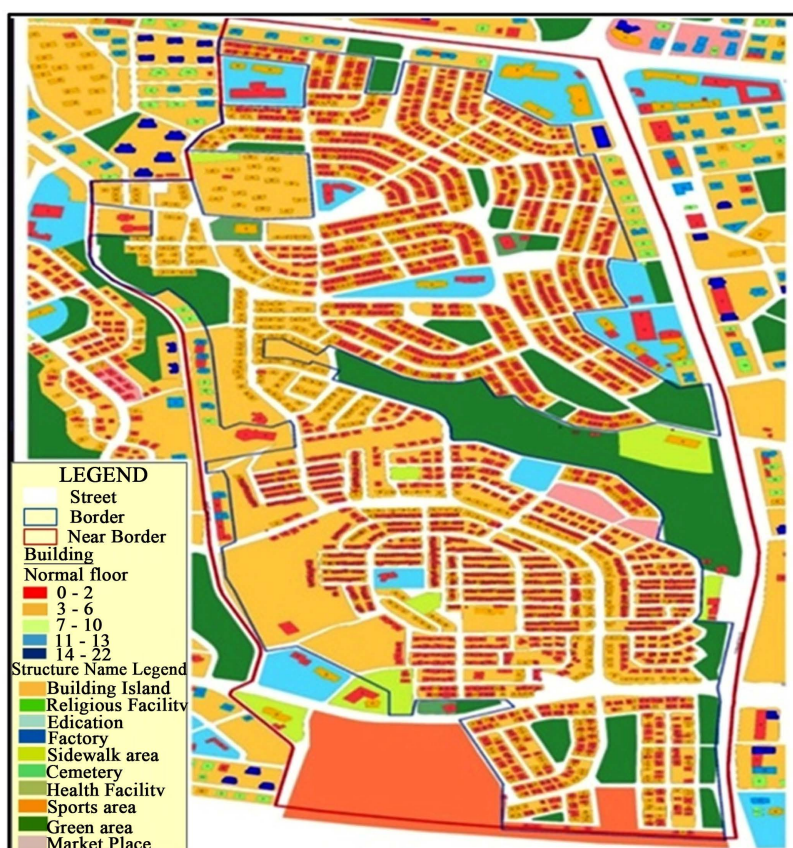 LEGEND
Street
Border
Near Border
Building
Normal floor
0 - 2
3 - 6
7 - 10
11 - 13
14 - 22
Structure Name Legend
Building Island
Religious Facility
Edication
Factory
Sidewalk area
Cemetery
Health Facility
Sports area
Green area
Market Place